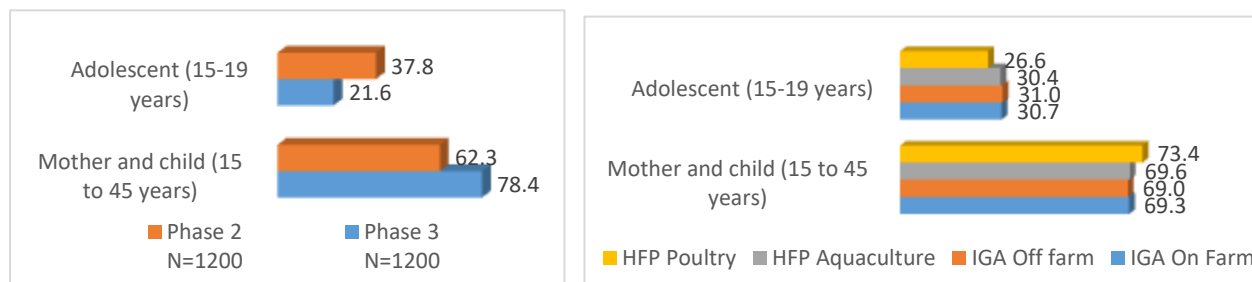 Adolescent (15-19
years)
37.8
21.6
Mother and child (15
to 45 years)
62.3
78.4
Phase 2
N=1200
Phase 3
N=1200
Adolescent (15-19 years)
26.6
30.4
31.0
30.7
Mother and child (15 to 45
years)
73.4
69.6
69.0
69.3
HFP Poultry HFP Aquaculture IGA Off farm IGA On Farm